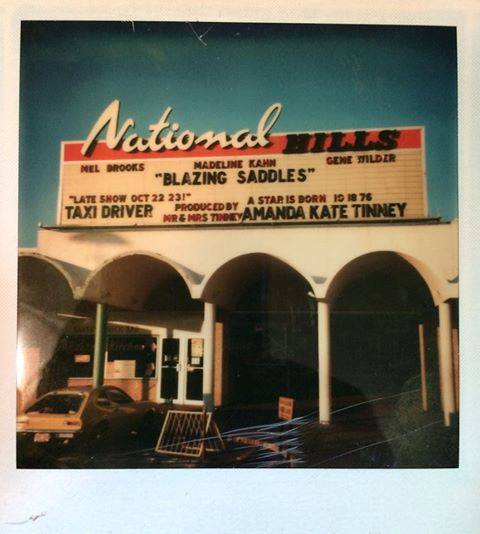 National HILLS
MEL BROOKS MADELINE KAHN GENE WILDER
"BLAZING SADDLES"
"LATE SHOW OCT 22 23!" A STAR IS BORN 10 18 76
TAXI DRIVER PRODUCED BY AMANDA KATE TINNEY
MR & MRS TINNEY